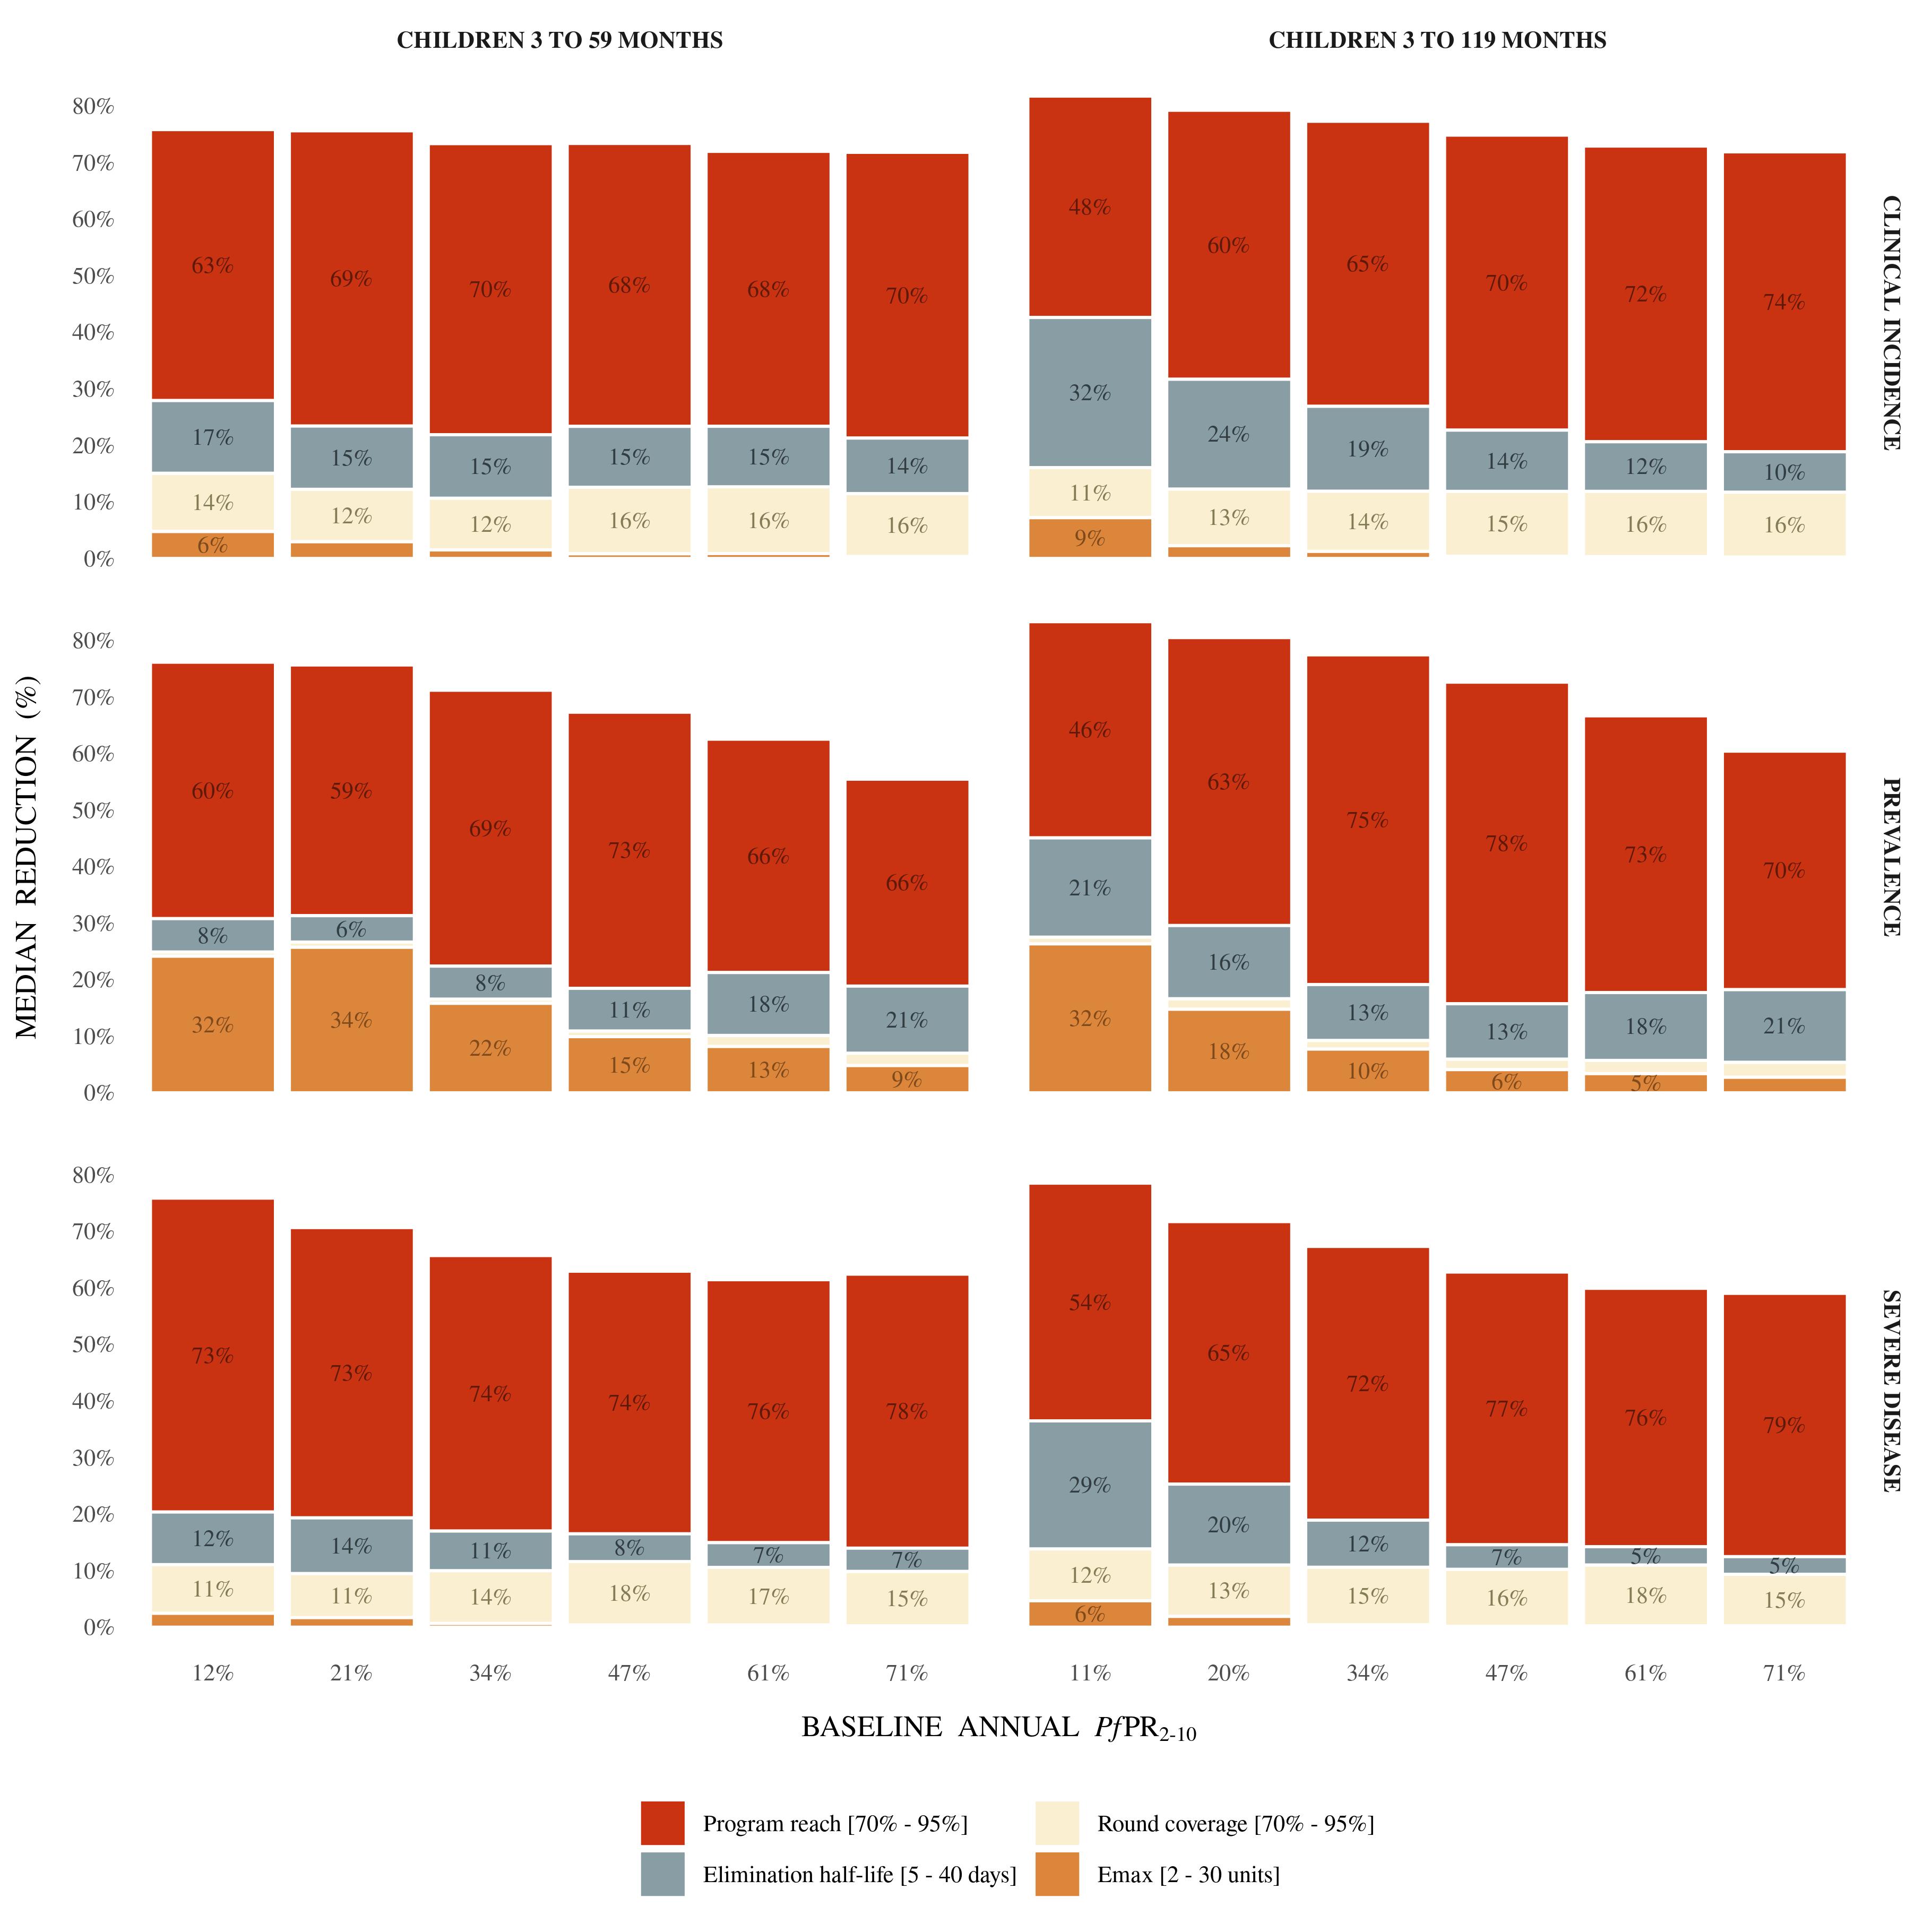 CHILDREN 3 TO 59 MONTHS
CHILDREN 3 TO 119 MONTHS
MEDIAN REDUCTION (%)
80%
70%
60%
50%
40%
30%
20%
10%
0%
63% 69% 70% 68% 68% 70%
17% 15% 15% 15% 15% 14%
14% 12% 12% 16% 16% 16%
6%
48% 60% 65% 70% 72% 74%
32% 24% 19% 14% 12% 10%
11% 13% 14% 15% 16% 16%
9%
CLINICAL INCIDENCE
80%
70%
60%
50%
40%
30%
20%
10%
0%
60% 59% 69% 73% 66% 66%
8% 6% 8% 11% 18% 21%
32% 34% 22% 15% 13% 9%
46% 63% 75% 78% 73% 70%
21% 16% 13% 13% 18% 21%
32% 18% 10% 6% 5%
PREVALENCE
80%
70%
60%
50%
40%
30%
20%
10%
0%
73% 73% 74% 74% 76% 78%
12% 14% 11% 8% 7% 7%
11% 11% 14% 18% 17% 15%
54% 65% 72% 77% 76% 79%
29% 20% 12% 7% 5% 5%
12% 13% 15% 16% 18% 15%
6%
SEVERE DISEASE
12% 21% 34% 47% 61% 71%
11% 20% 34% 47% 61% 71%
BASELINE ANNUAL PfPR2-10
Program reach [70% - 95%]
Round coverage [70% - 95%]
Elimination half-life [5 - 40 days]
Emax [2 - 30 units]